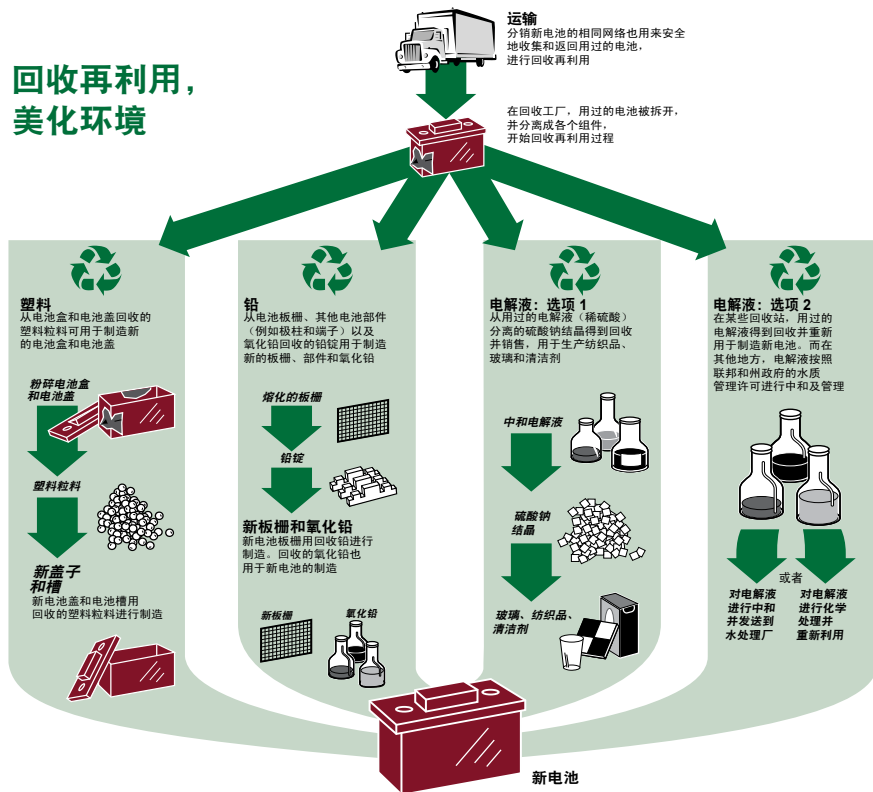 运输
分销新电池的相同网络也用来安全
地收集和返回用过的电池，
进行回收再利用
回收再利用，
美化环境
在回收工厂，用过的电池被拆开，
并分离成各个组件，
开始回收再利用过程
塑料
从电池盒和电池盖回收的
塑料粒料可用于制造新
的电池盒和电池盖
粉碎电池盒
和电池盖
塑料粒料
新盖子
和槽
新电池盖和电池槽用
回收的塑料粒料进行制造
铅
从电池板栅、其他电池部件
（例如极柱和端子）以及
氧化铅回收的铅锭用于制造
新的板栅、部件和氧化铅
熔化的板栅
铅锭
新板栅和氧化铅
新电池板栅用回收铅进行
制造。回收的氧化铅也
用于新电池的制造
新板栅
氧化铅
电解液：选项 1
从用过的电解液（稀硫酸）
分离的硫酸钠结晶得到回收
并销售，用于生产纺织品、
玻璃和清洁剂
中和电解液
硫酸钠
结晶
玻璃、纺织品、
清洁剂
电解液：选项 2
在某些回收站，用过的
电解液得到回收并重新
用于制造新电池。而在
其他地方，电解液按照
联邦和州政府的水质
管理许可进行中和及管理
或者
对电解液
进行中和
并发送到
水处理厂
对电解液
进行化学
处理并
重新利用
新电池